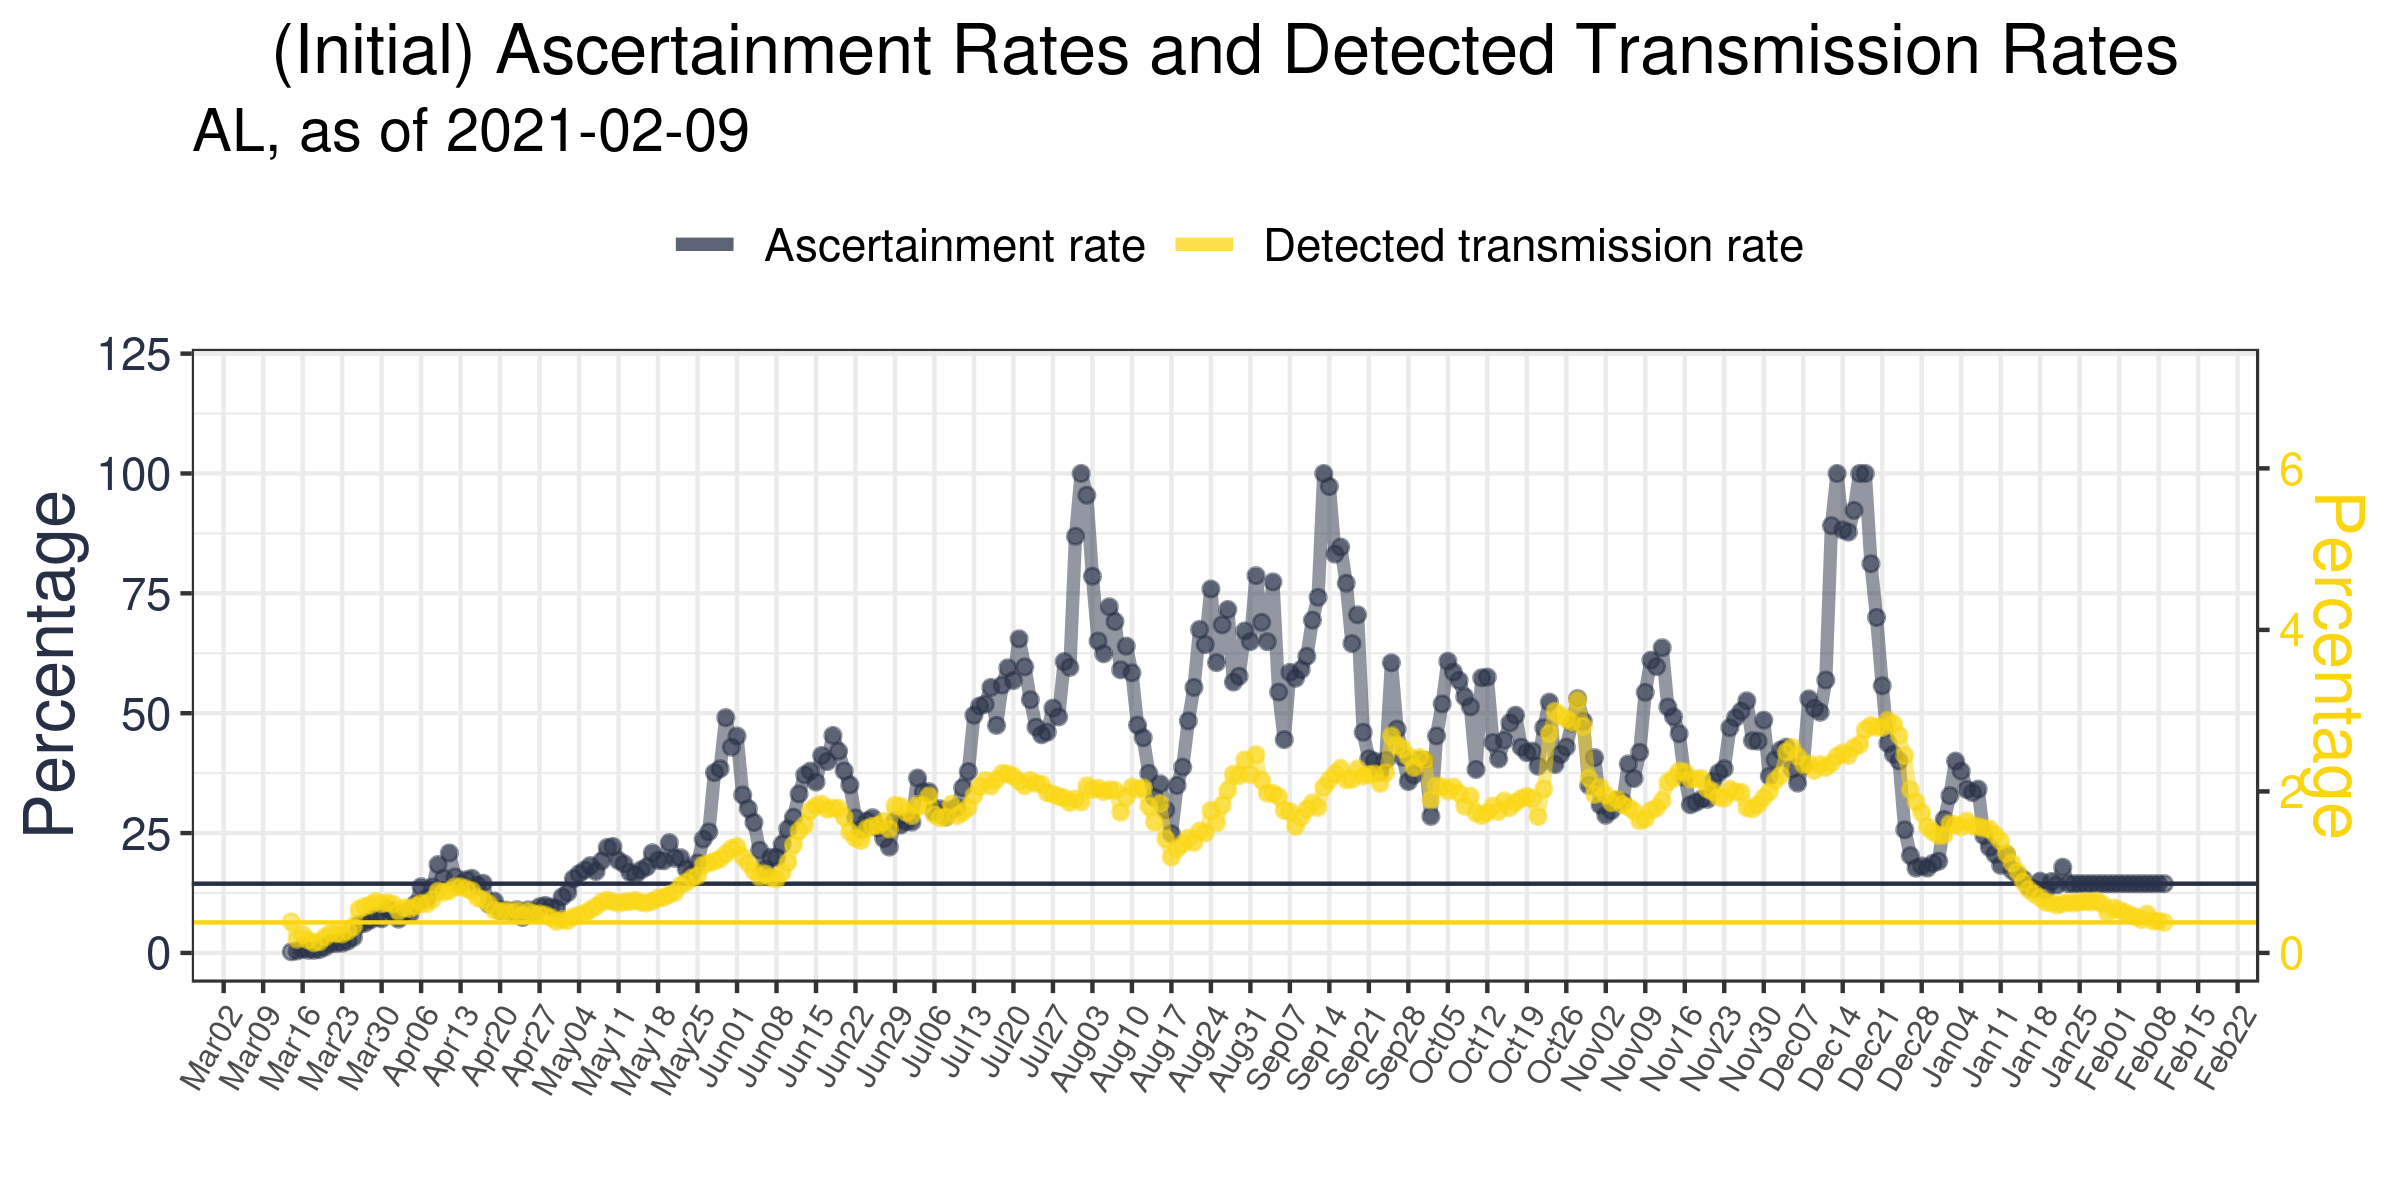 (Initial) Ascertainment Rates and Detected Transmission Rates
AL, as of 2021-02-09
Ascertainment rate
Detected transmission rate
Percentage
125
100
75
50
25
0
6
4
2
0
Percentage
Mar02
Mar09
Mar16
Mar23
Mar30
Apr06
Apr13
Apr20
Apr27
May04
May11
May18
May25
Jun01
Jun08
Jun15
Jun22
Jun29
Jul06
Jul13
Jul20
Jul27
Aug03
Aug10
Aug17
Aug24
Aug31
Sep07
Sep14
Sep21
Sep28
Oct05
Oct12
Oct19
Oct26
Nov02
Nov09
Nov16
Nov23
Nov30
Dec07
Dec14
Dec21
Dec28
Jan04
Jan11
Jan18
Jan25
Feb01
Feb08
Feb15
Feb22